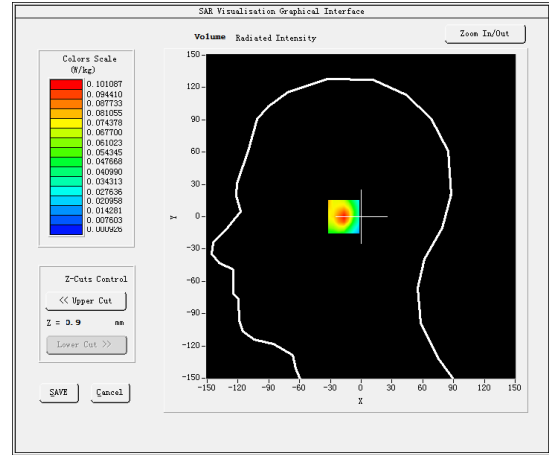 SAR Visualisation Graphical Interface
Volume Radiated Intensity
Zoom In/Out
Colors Scale
(W/kg)
0.101087
0.094410
0.087733
0.081055
0.074378
0.067700
0.061023
0.054345
0.047668
0.040990
0.034313
0.027636
0.020958
0.014281
0.007603
0.000926
Z-Cuts Control
<< Upper Cut
Z = 0.9 mm
Lower Cut >>
SAVE
Cancel
150
120
90
60
30
0
-30
-60
-90
-120
-150
Y
-150 -120 -90 -60 -30 0 30 60 90 120 150
X